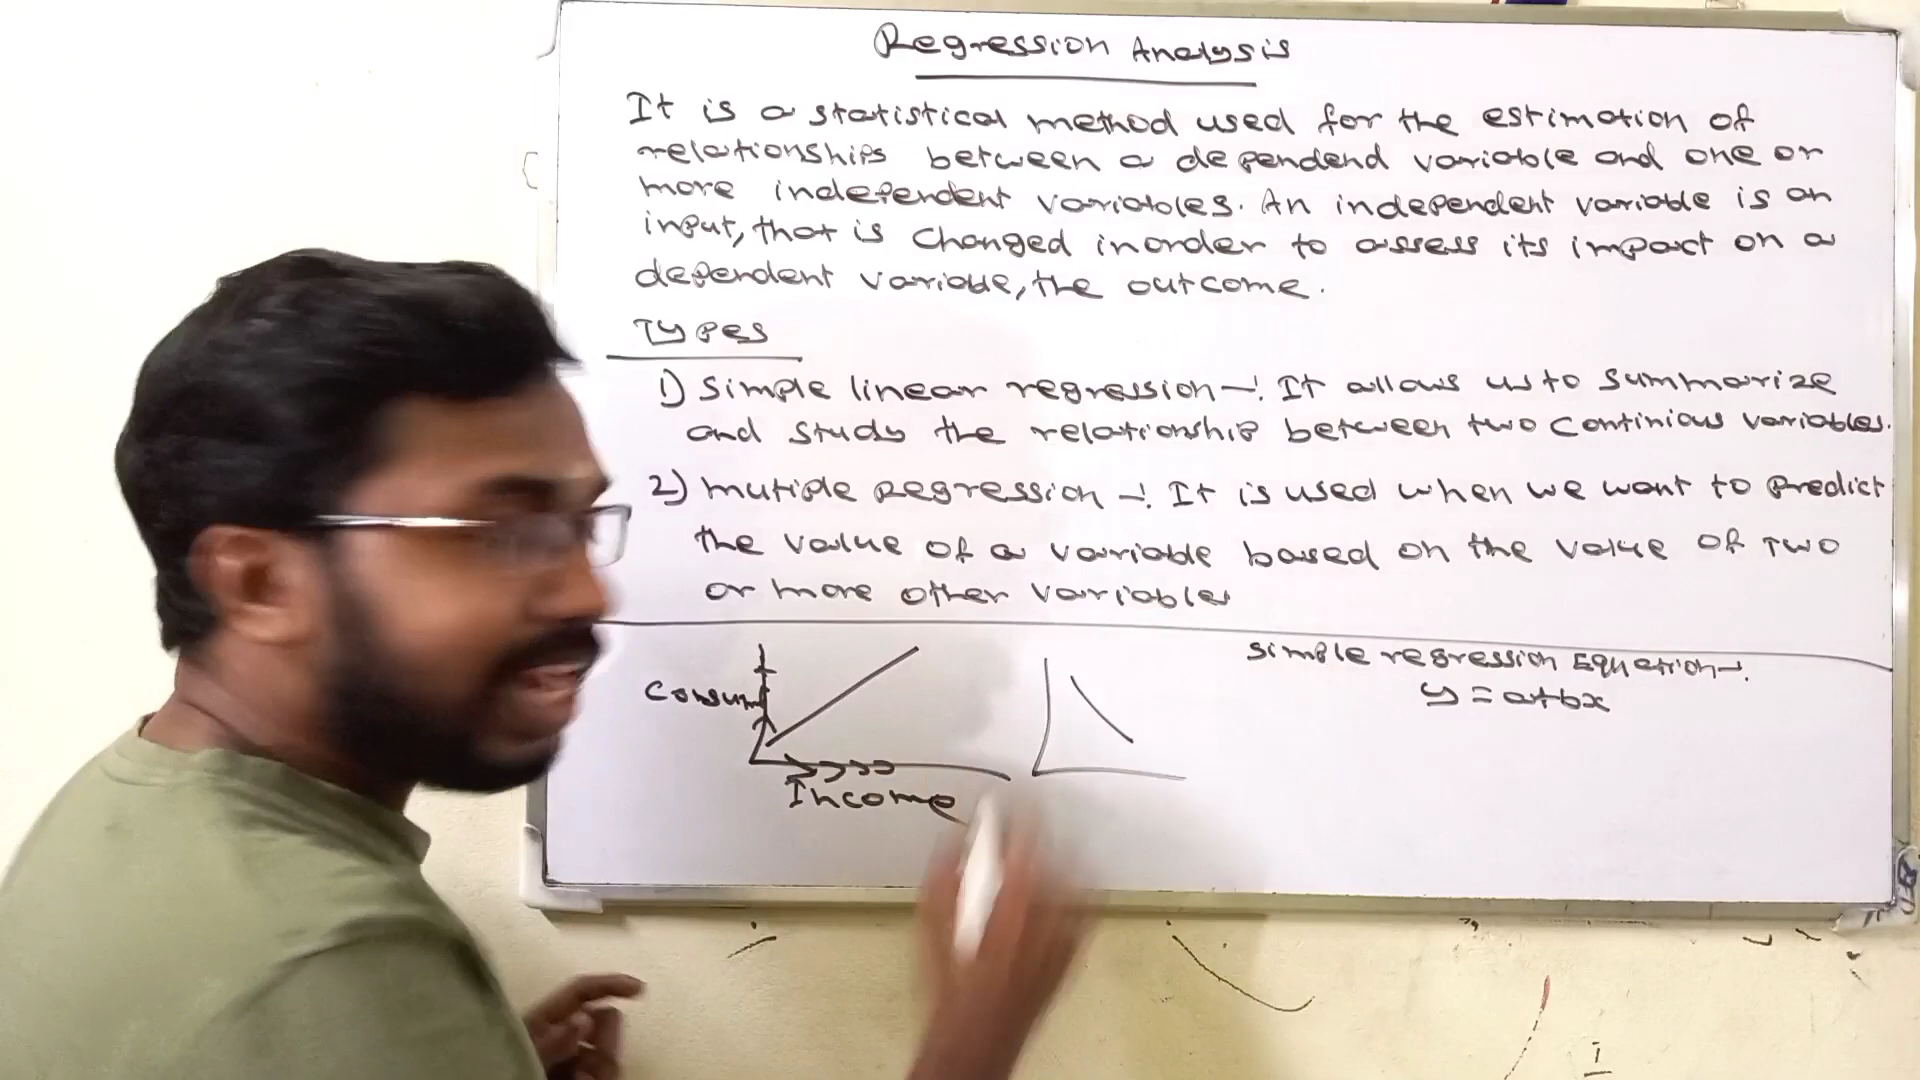 Regression Analysis
It is a statistical method used for the estimation of
relationships between a dependend variable and one or
more independent variables. An independent variable is an
input, that is changed inorder to assess its impact on a
dependent variable, the outcome.
Types
1) Simple linear regression →: It allows us to summarize
and study the relationship between two continious variables.
2) mutiple Regression →: It is used when we want to predict
the value of a variable based on the value of two
or more other variables
Simple regression Equation →:
y = a+bx
Consum
Income